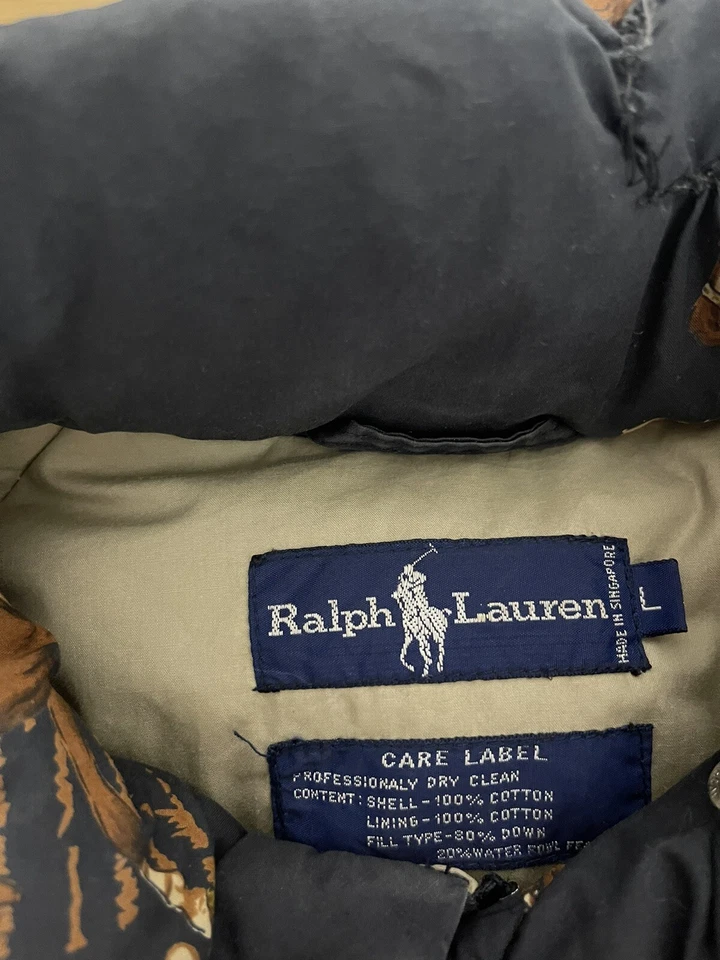 Ralph Lauren
MADE IN SINGAPORE
L
CARE LABEL
PROFESSIONALY DRY CLEAN
CONTENT: SHELL-100% COTTON
LINING-100% COTTON
FILL TYPE-80% DOWN
20% WATER FOWL